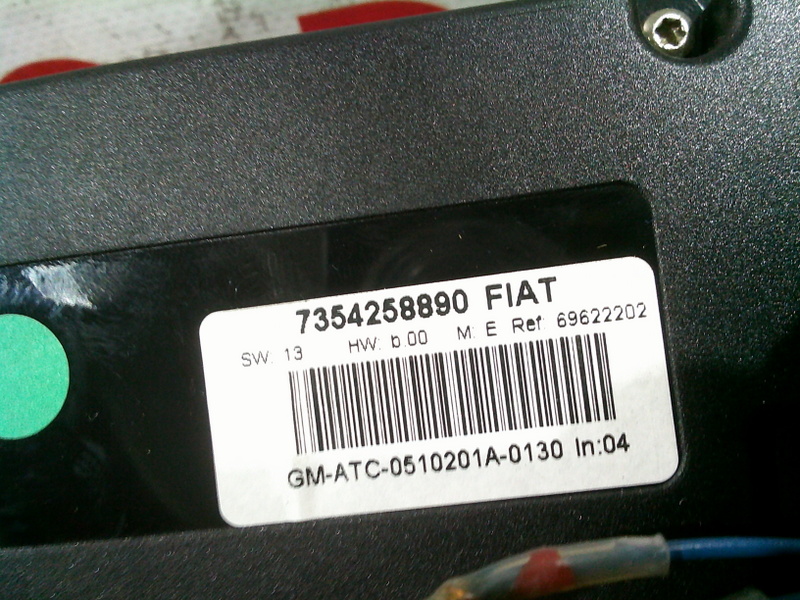 7354258890 FIAT
SW: 13 HW: b.00 M: E Ref: 69622202
GM-ATC-0510201A-0130 In:04